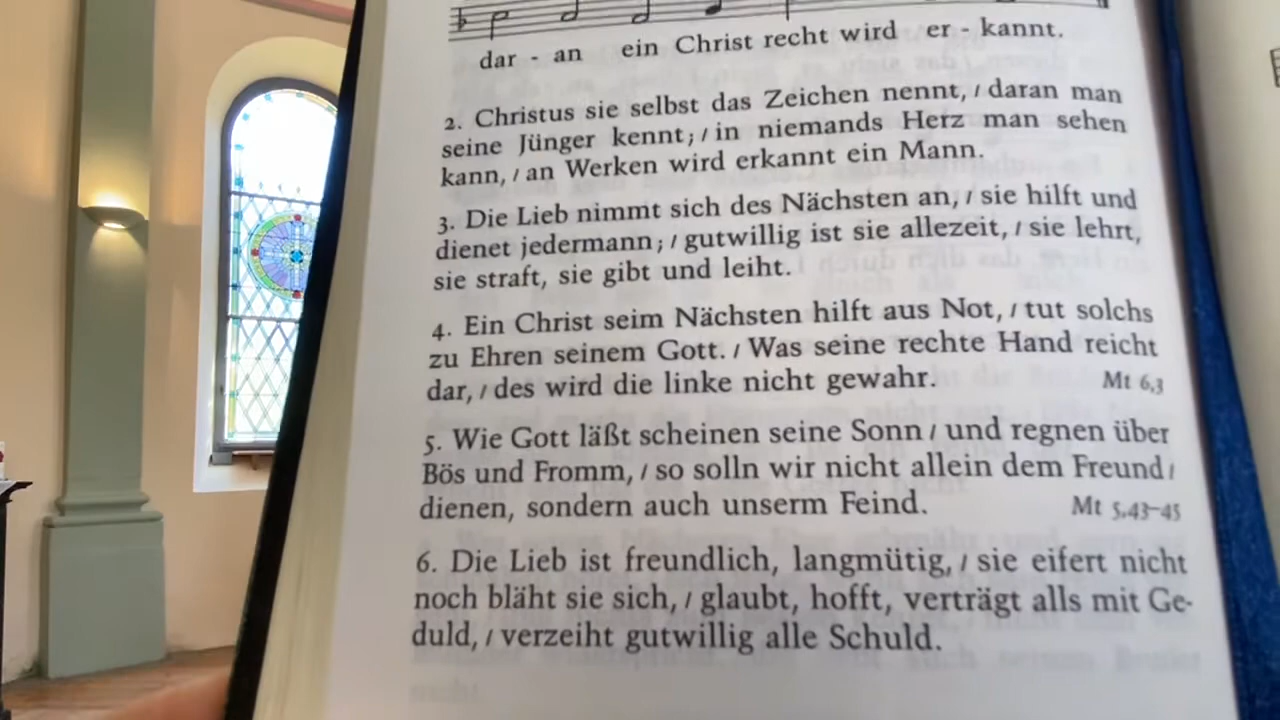 dar - an ein Christ recht wird er - kannt.
2. Christus sie selbst das Zeichen nennt, / daran man
seine Jünger kennt; / in niemands Herz man sehen
kann, / an Werken wird erkannt ein Mann.
3. Die Lieb nimmt sich des Nächsten an, / sie hilft und
dienet jedermann; / gutwillig ist sie allezeit, / sie lehrt,
sie straft, sie gibt und leiht.
4. Ein Christ seim Nächsten hilft aus Not, / tut solchs
zu Ehren seinem Gott. / Was seine rechte Hand reicht
dar, / des wird die linke nicht gewahr. Mt 6,3
5. Wie Gott läßt scheinen seine Sonn / und regnen über
Bös und Fromm, / so solln wir nicht allein dem Freund /
dienen, sondern auch unserm Feind. Mt 5,43–45
6. Die Lieb ist freundlich, langmütig, / sie eifert nicht
noch bläht sie sich, / glaubt, hofft, verträgt alls mit Ge-
duld, / verzeiht gutwillig alle Schuld.